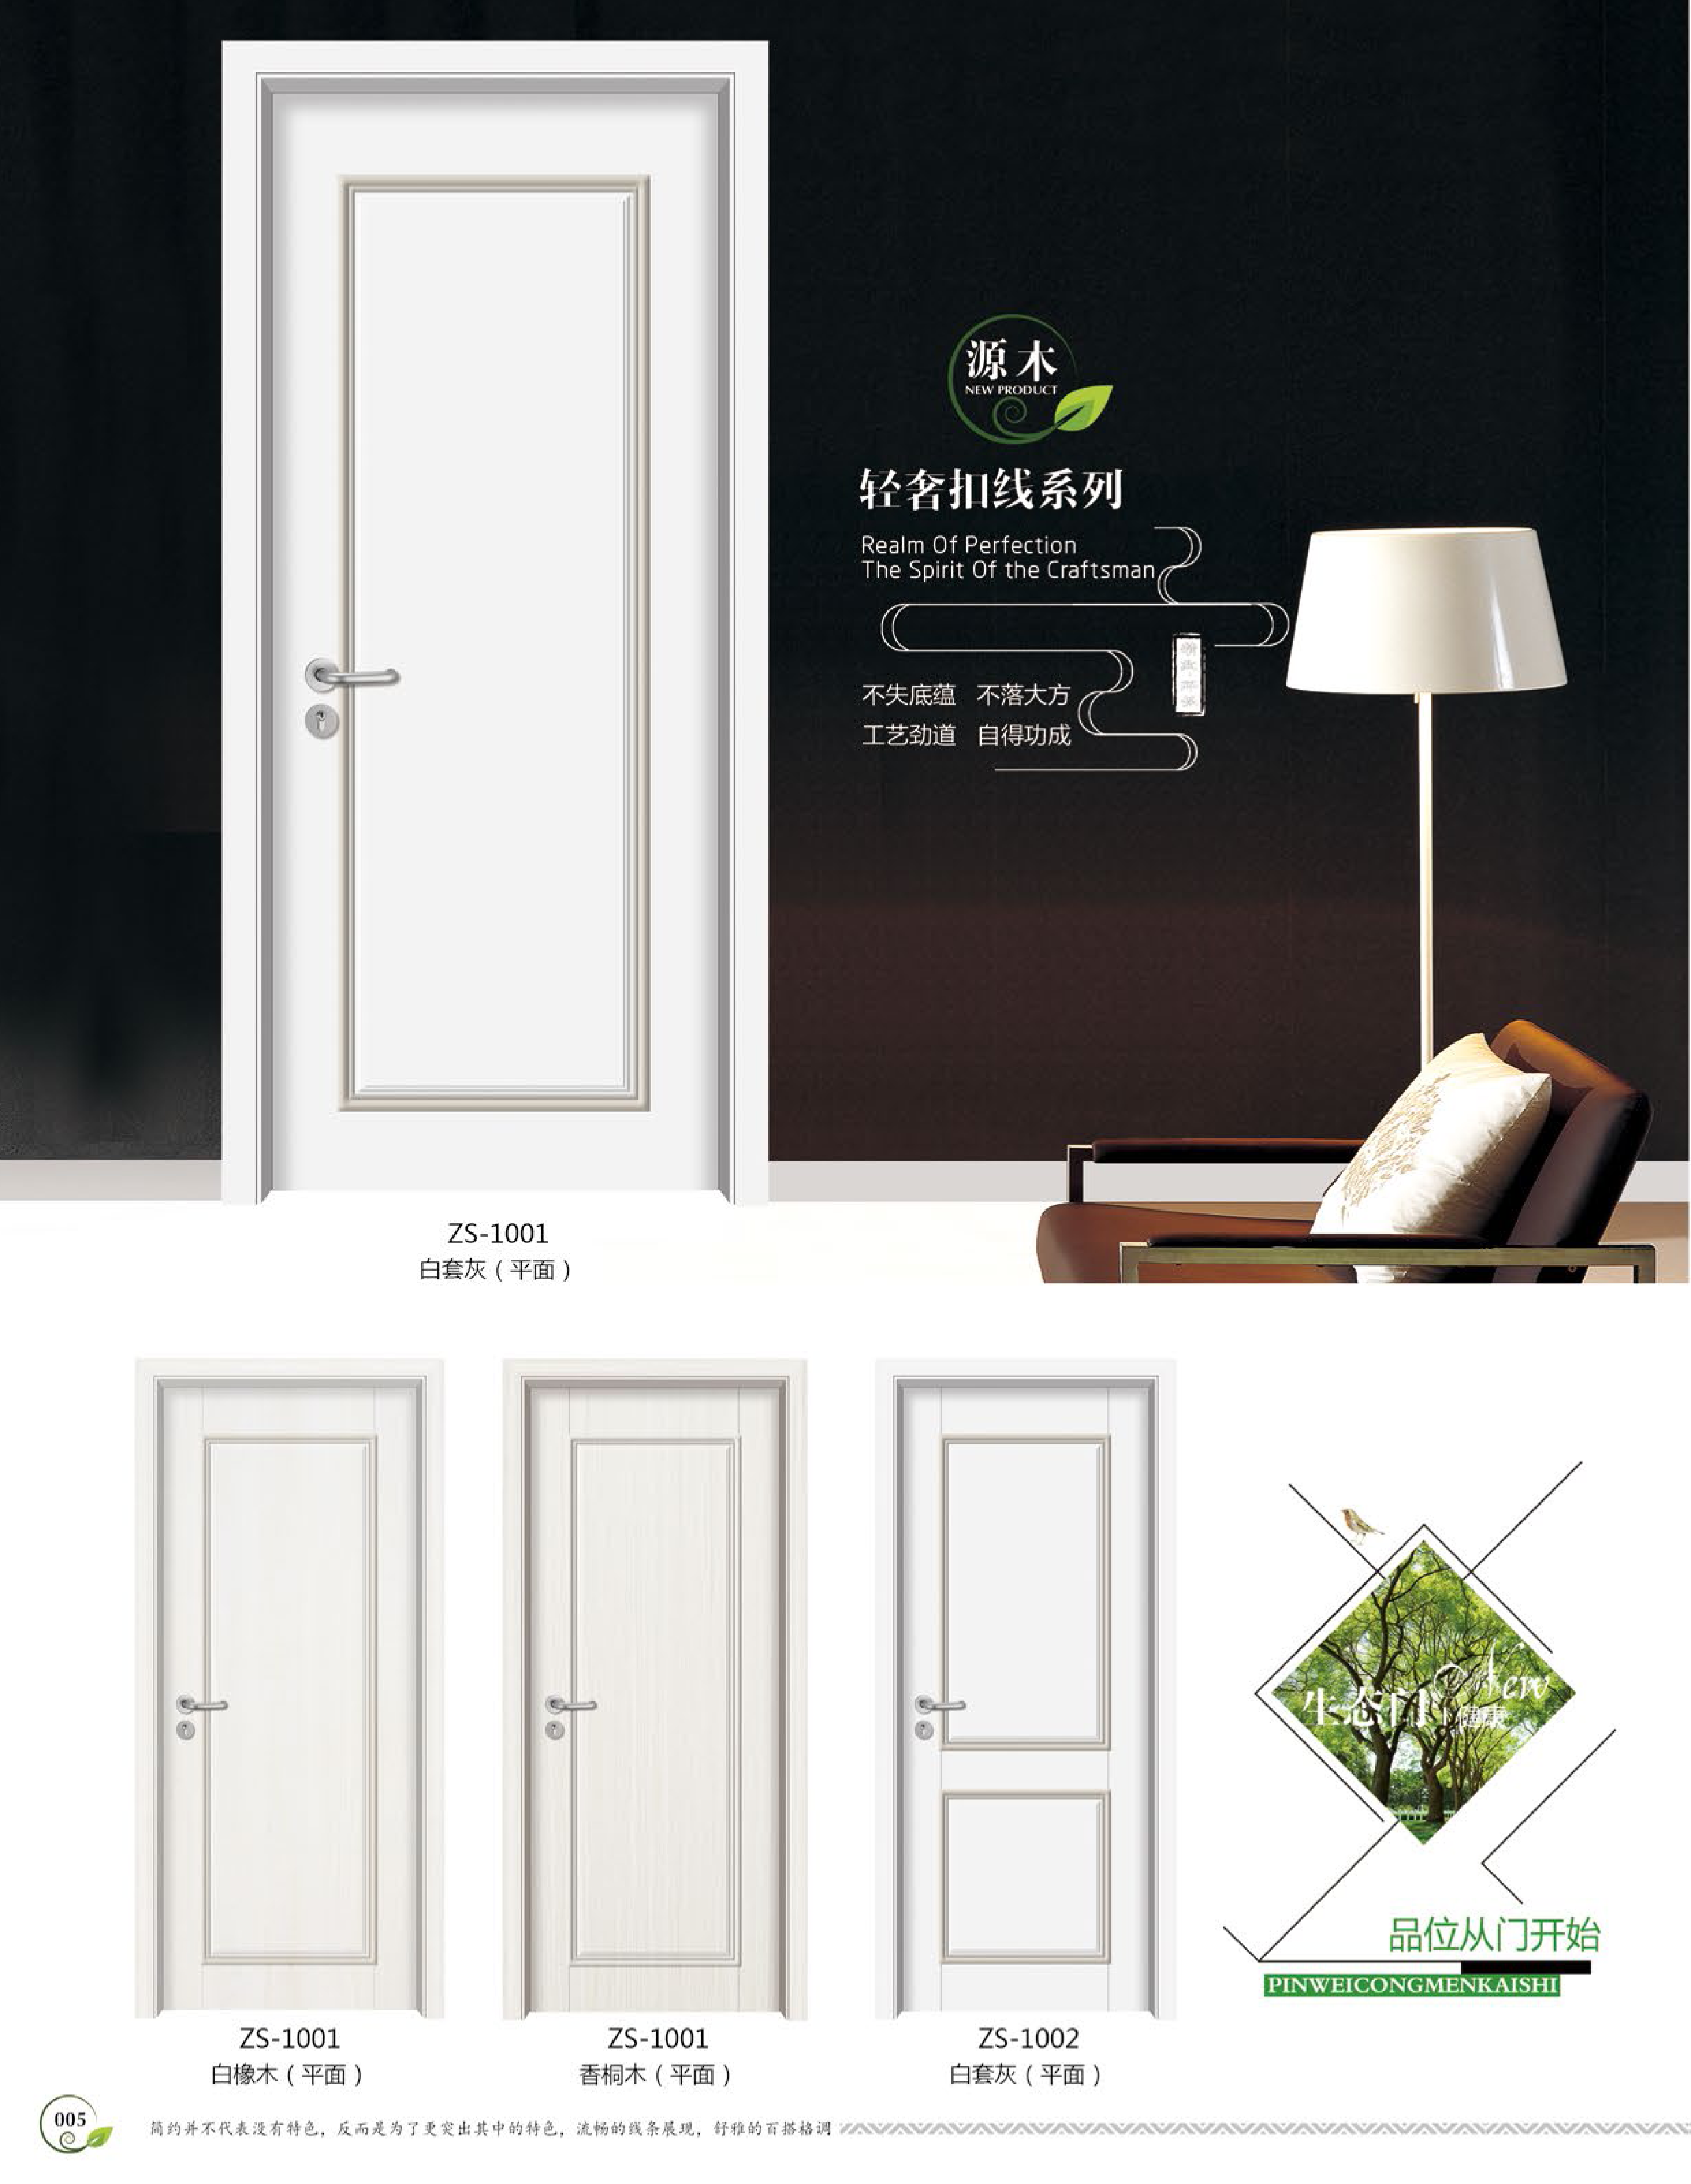 源木
NEW PRODUCT
轻奢扣线系列
Realm Of Perfection
The Spirit Of the Craftsman
不失底蕴 不落大方
工艺劲道 自得功成
ZS-1001
白套灰（平面）
New
生态门 健康
品位从门开始
PINWEICONGMENKAISHI
ZS-1001
白橡木（平面）
ZS-1001
香桐木（平面）
ZS-1002
白套灰（平面）
005
简约并不代表没有特色，反而是为了更突出其中的特色，流畅的线条展现，舒雅的百搭格调